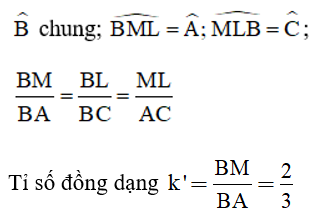 B̂ chung; BML̂ = Â; MLB̂ = Ĉ;
BM/BA = BL/BC = ML/AC
Tỉ số đồng dạng k' = BM/BA = 2/3